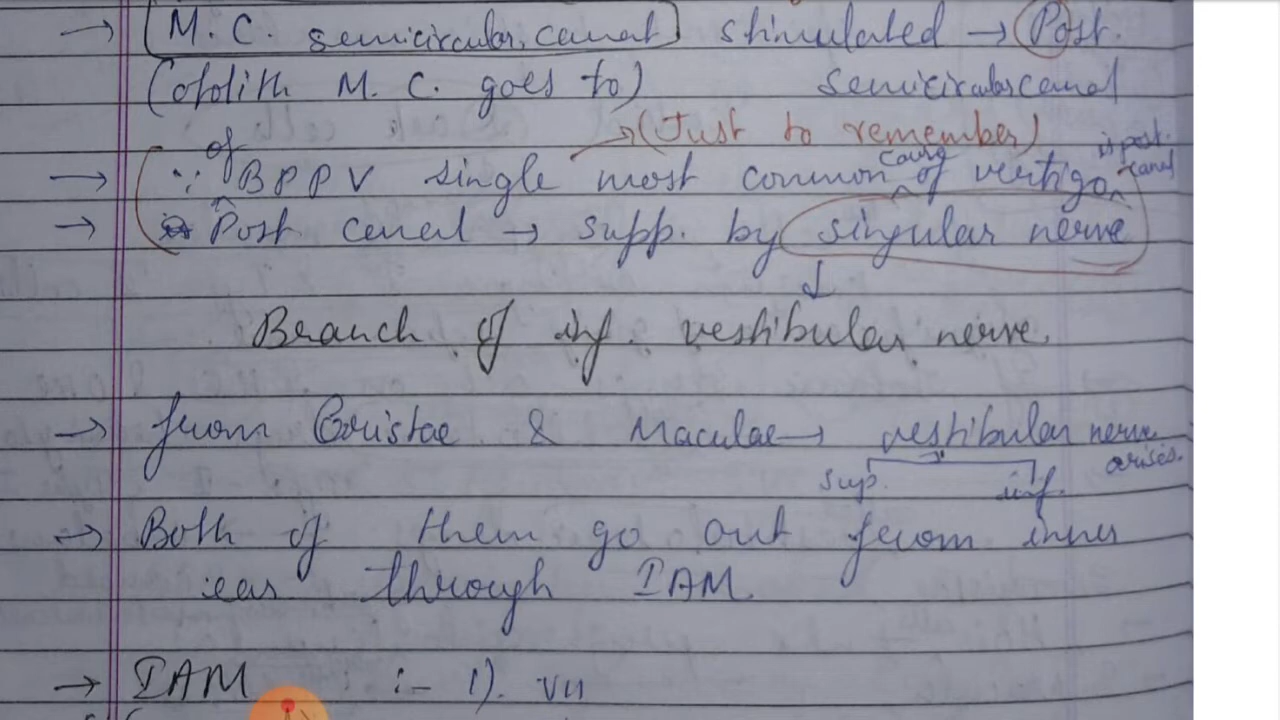 → [M.C. semicircular canal] stimulated → Post.
(otolith M.C. goes to) semicircular canal
→ (Just to remember)
→ ∵ of BPPV single most common cause of vertigo is post. canal
→ Post canal → supp. by singular nerve
↓
Branch of inf. vestibular nerve.
→ from Cristae & Maculae → vestibular nerve arises.
sup. inf.
→ Both of them go out from inner
ear through IAM.
→ IAM :- 1). VII